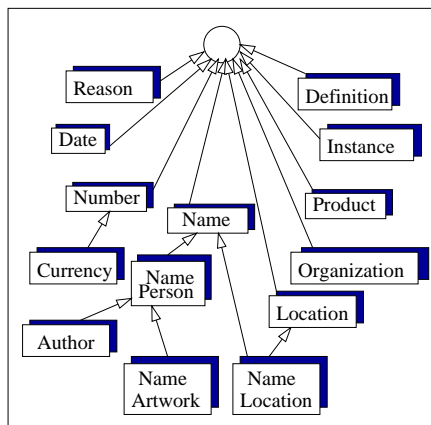 Reason
Definition
Date
Instance
Number
Name
Product
Currency
Name
Person
Organization
Location
Author
Name
Artwork
Name
Location